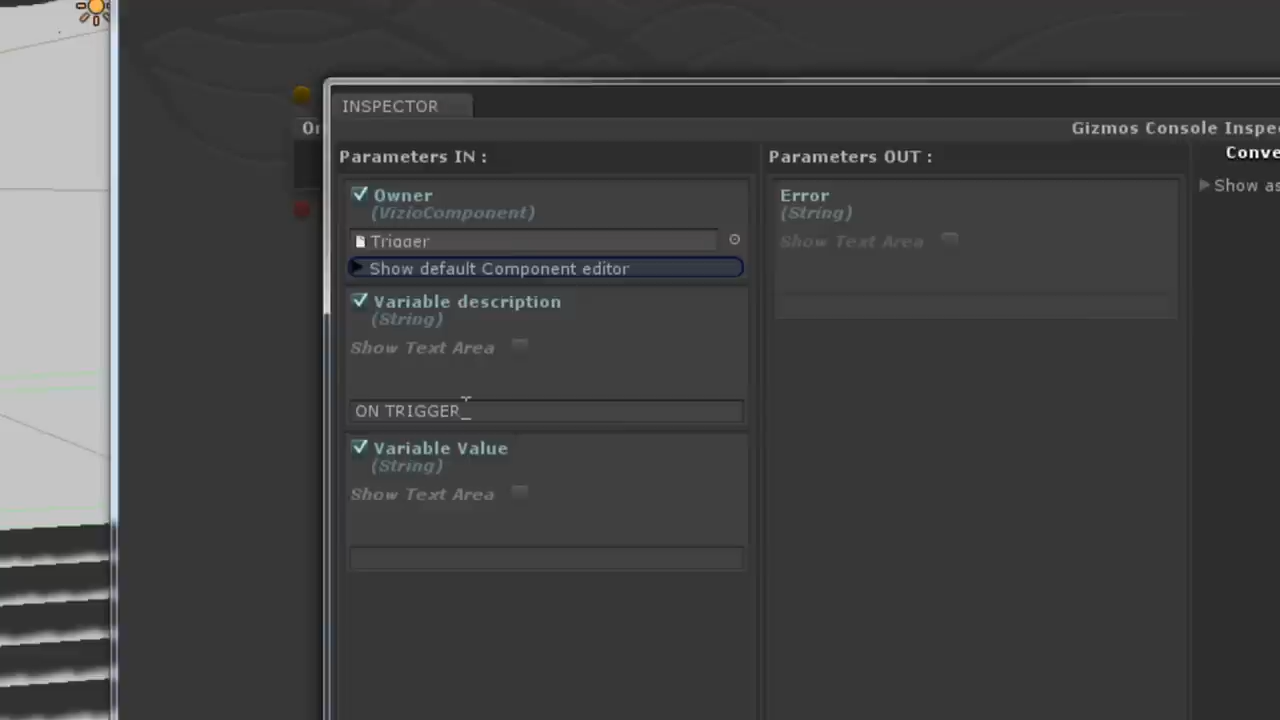 INSPECTOR
On
Gizmos Console Inspe
Parameters IN :
Parameters OUT :
Conve
Owner
(VizioComponent)
Trigger
Show default Component editor
Variable description
(String)
Show Text Area
ON TRIGGER_
Variable Value
(String)
Show Text Area
Error
(String)
Show Text Area
Show as